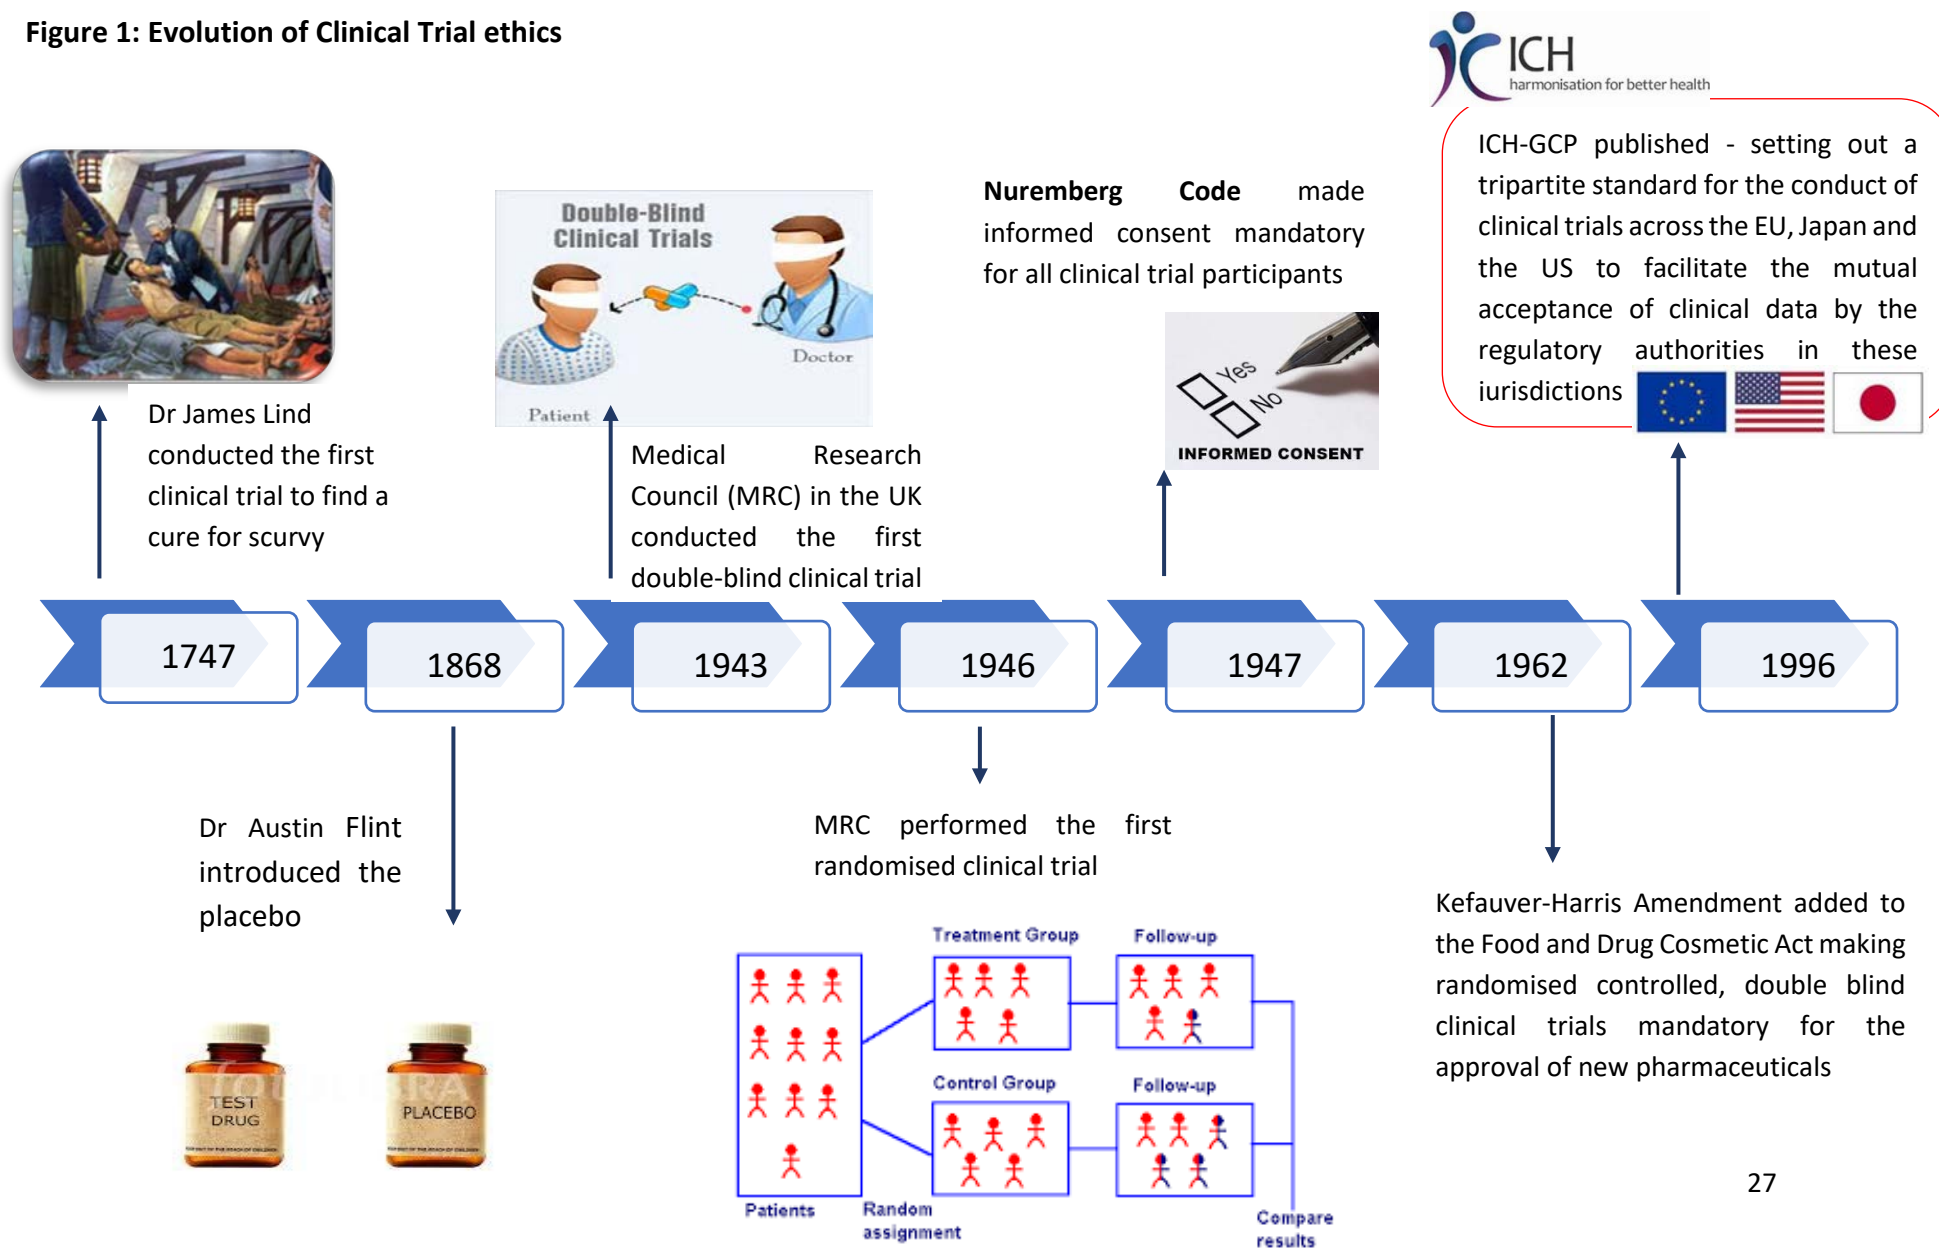 Figure 1: Evolution of Clinical Trial ethics
ICH
harmonisation for better health
ICH-GCP published - setting out a
tripartite standard for the conduct of
clinical trials across the EU, Japan and
the US to facilitate the mutual
acceptance of clinical data by the
regulatory authorities in these
jurisdictions
Nuremberg Code made
informed consent mandatory
for all clinical trial participants
Yes
No
INFORMED CONSENT
Double-Blind
Clinical Trials
Doctor
Patient
Dr James Lind
conducted the first
clinical trial to find a
cure for scurvy
Medical Research
Council (MRC) in the UK
conducted the first
double-blind clinical trial
1747
1868
1943
1946
1947
1962
1996
Dr Austin Flint
introduced the
placebo
TEST
DRUG
PLACEBO
MRC performed the first
randomised clinical trial
Treatment Group
Follow-up
Control Group
Follow-up
Patients
Random
assignment
Compare
results
Kefauver-Harris Amendment added to
the Food and Drug Cosmetic Act making
randomised controlled, double blind
clinical trials mandatory for the
approval of new pharmaceuticals
27